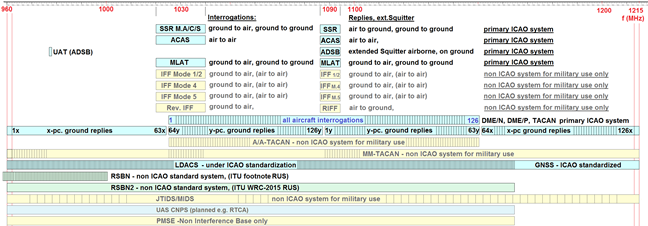 960 1000 1030 1090 1100 1200 1215
f (MHz)
Interrogations: Replies, ext.Squitter
SSR M.A/C/S ground to air, ground to ground SSR air to ground, ground to ground primary ICAO system
ACAS air to air ACAS air to air, primary ICAO system
UAT (ADSB) ADSB extended Squitter airborne, on ground primary ICAO system
MLAT ground to air, ground to ground MLAT air to ground, ground to ground primary ICAO system
IFF Mode 1/2 ground to air, (air to air) IFF 1/2 ground to air, (air to air) non ICAO system for military use only
IFF Mode 4 ground to air, (air to air) IFF M.4 ground to air, (air to air) non ICAO system for military use only
IFF Mode 5 ground to air, (air to air) IFF M.5 ground to air, (air to air) non ICAO system for military use only
Rev. IFF ground to air, RIFF air to ground, non ICAO system for military use only
1 all aircraft interrogations 126 DME/N, DME/P, TACAN primary ICAO system
1x x-pc. ground replies 63x 64y y-pc. ground replies 126y 1y y-pc. ground replies 63y 64x x-pc. ground replies 126x
A/A-TACAN - non ICAO system for military use
MM-TACAN - non ICAO system for military use
LDACS - under ICAO standardization GNSS - ICAO standardized
RSBN - non ICAO standard system, (ITU footnote RUS)
RSBN2 - non ICAO standard system, (ITU WRC-2015 RUS)
JTIDS/MIDS non ICAO system for military use
UAS CNPS (planned e.g. RTCA)
PMSE -Non Interference Base only